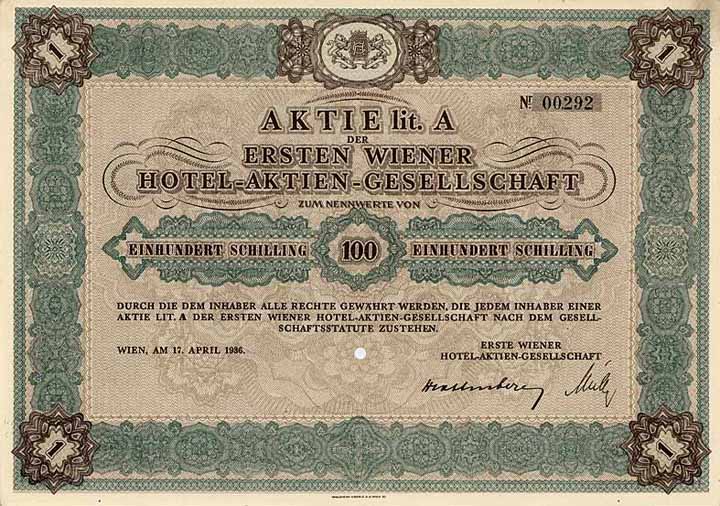 1
1
Nr 00292
AKTIE lit. A
DER
ERSTEN WIENER
HOTEL-AKTIEN-GESELLSCHAFT
ZUM NENNWERTE VON
EINHUNDERT SCHILLING 100 EINHUNDERT SCHILLING
DURCH DIE DEM INHABER ALLE RECHTE GEWÄHRT WERDEN, DIE JEDEM INHABER EINER
AKTIE LIT. A DER ERSTEN WIENER HOTEL-AKTIEN-GESELLSCHAFT NACH DEM GESELL-
SCHAFTSSTATUTE ZUSTEHEN.
WIEN, AM 17. APRIL 1936.
ERSTE WIENER
HOTEL-AKTIEN-GESELLSCHAFT
1
1